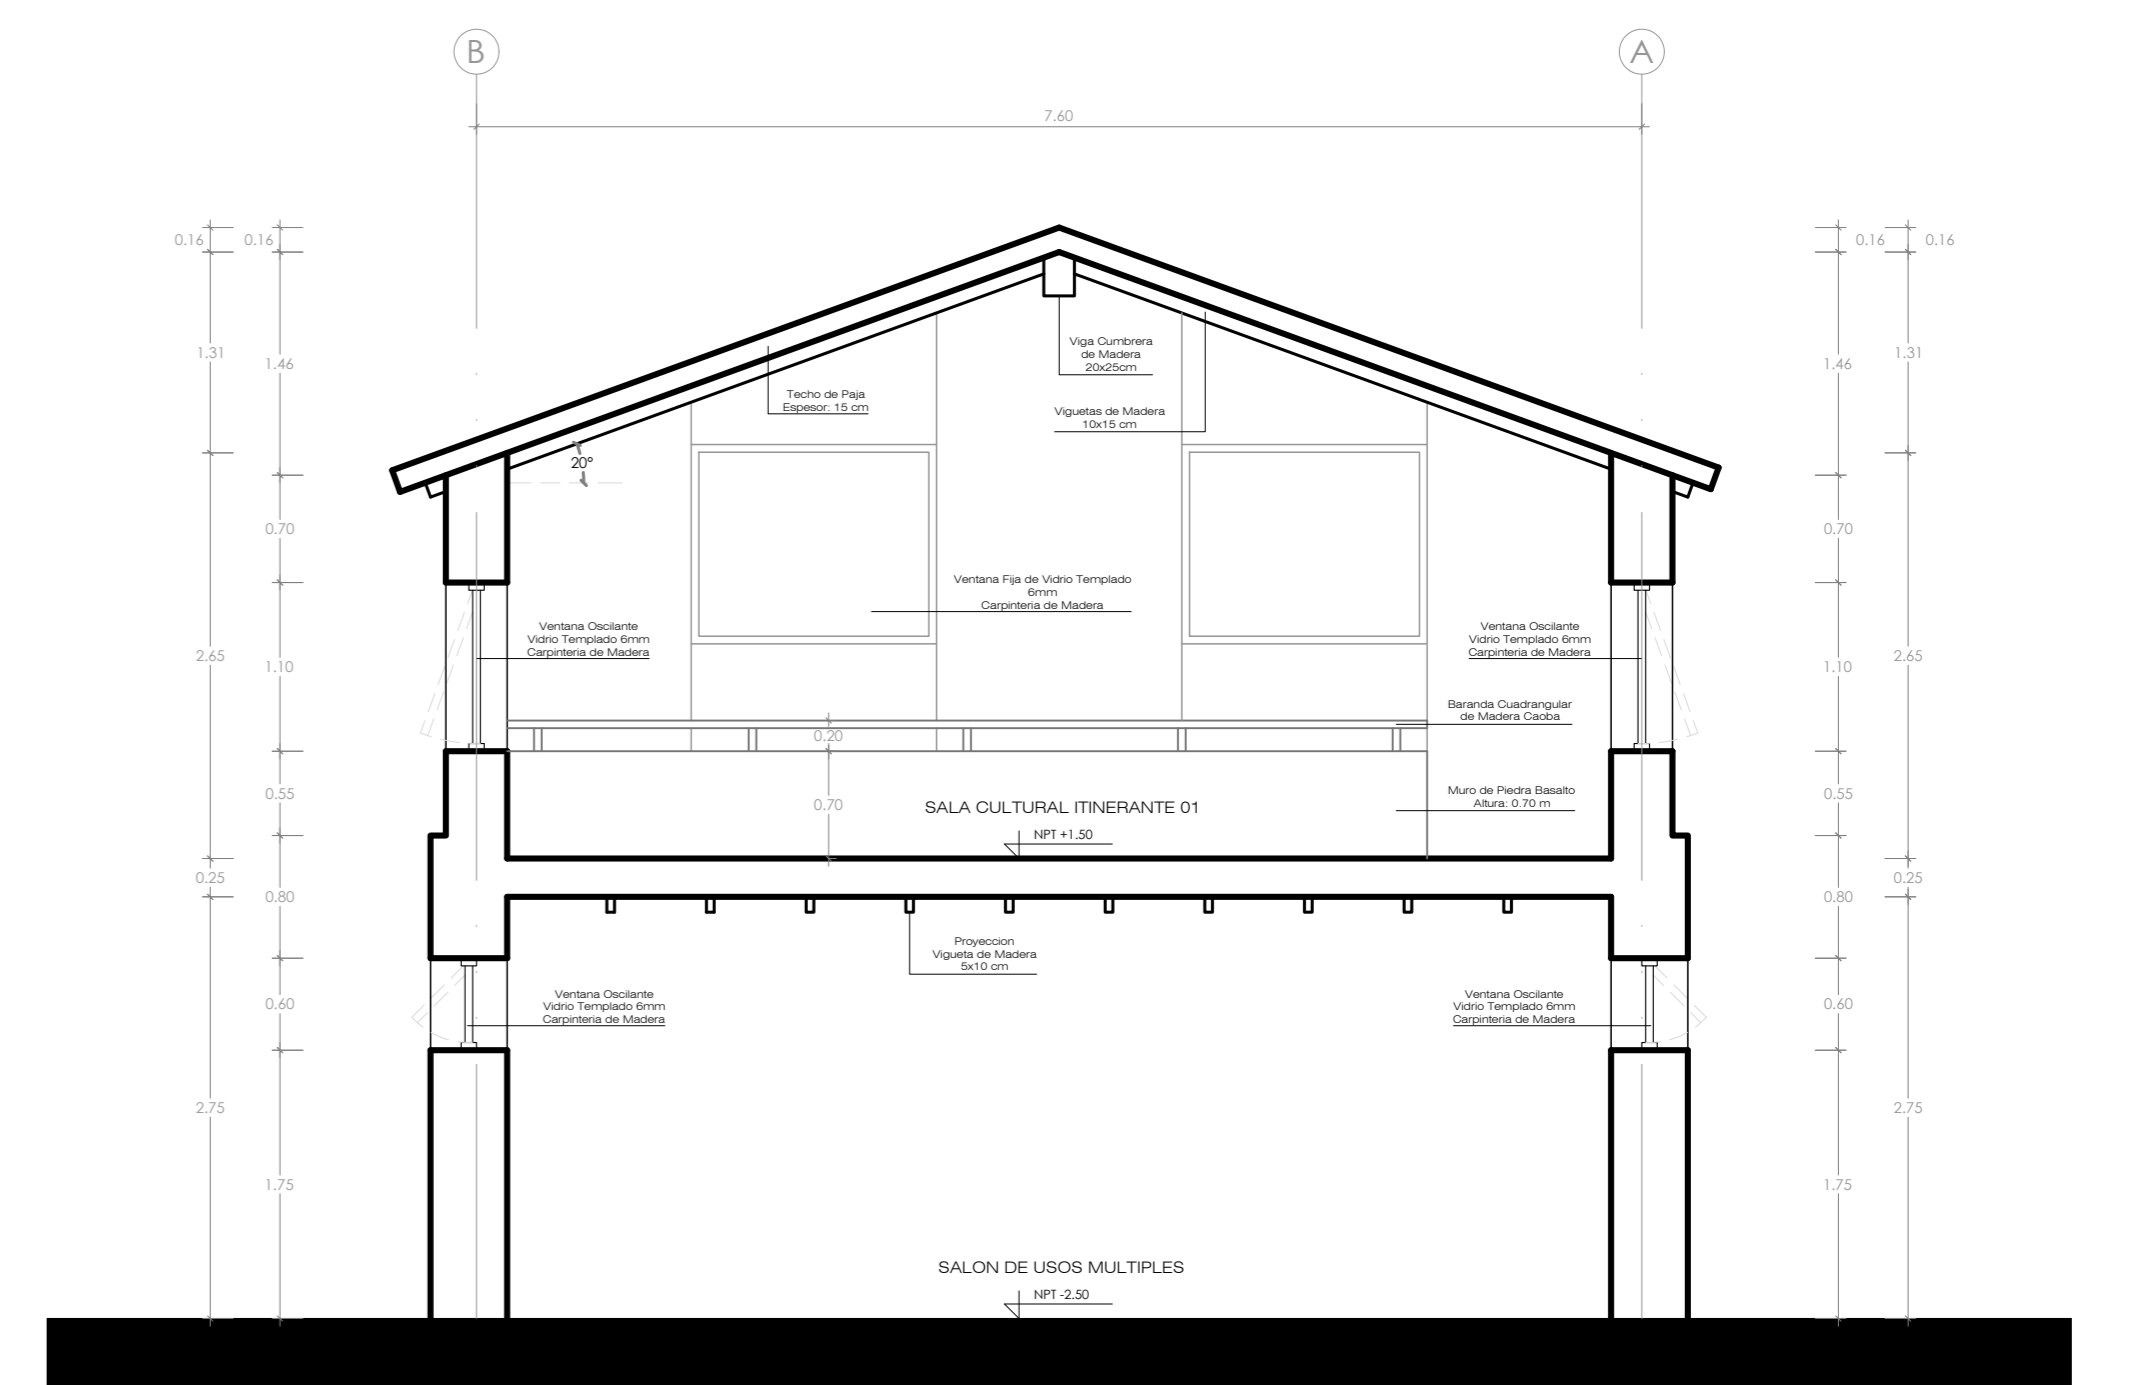 B
A
7.60
0.16
0.16
0.16
0.16
1.31
1.46
1.46
1.31
Viga Cumbrera
de Madera
20x25cm
Techo de Paja
Espesor: 15 cm
Viguetas de Madera
10x15 cm
20°
0.70
0.70
Ventana Fija de Vidrio Templado
6mm
Carpinteria de Madera
Ventana Oscilante
Vidrio Templado 6mm
Carpinteria de Madera
Ventana Oscilante
Vidrio Templado 6mm
Carpinteria de Madera
2.65
1.10
1.10
2.65
Baranda Cuadrangular
de Madera Caoba
0.20
0.55
0.70
SALA CULTURAL ITINERANTE 01
NPT +1.50
Muro de Piedra Basalto
Altura: 0.70 m
0.55
0.25
0.80
0.80
0.25
Proyeccion
Vigueta de Madera
5x10 cm
0.60
Ventana Oscilante
Vidrio Templado 6mm
Carpinteria de Madera
Ventana Oscilante
Vidrio Templado 6mm
Carpinteria de Madera
0.60
2.75
1.75
1.75
2.75
SALON DE USOS MULTIPLES
NPT -2.50